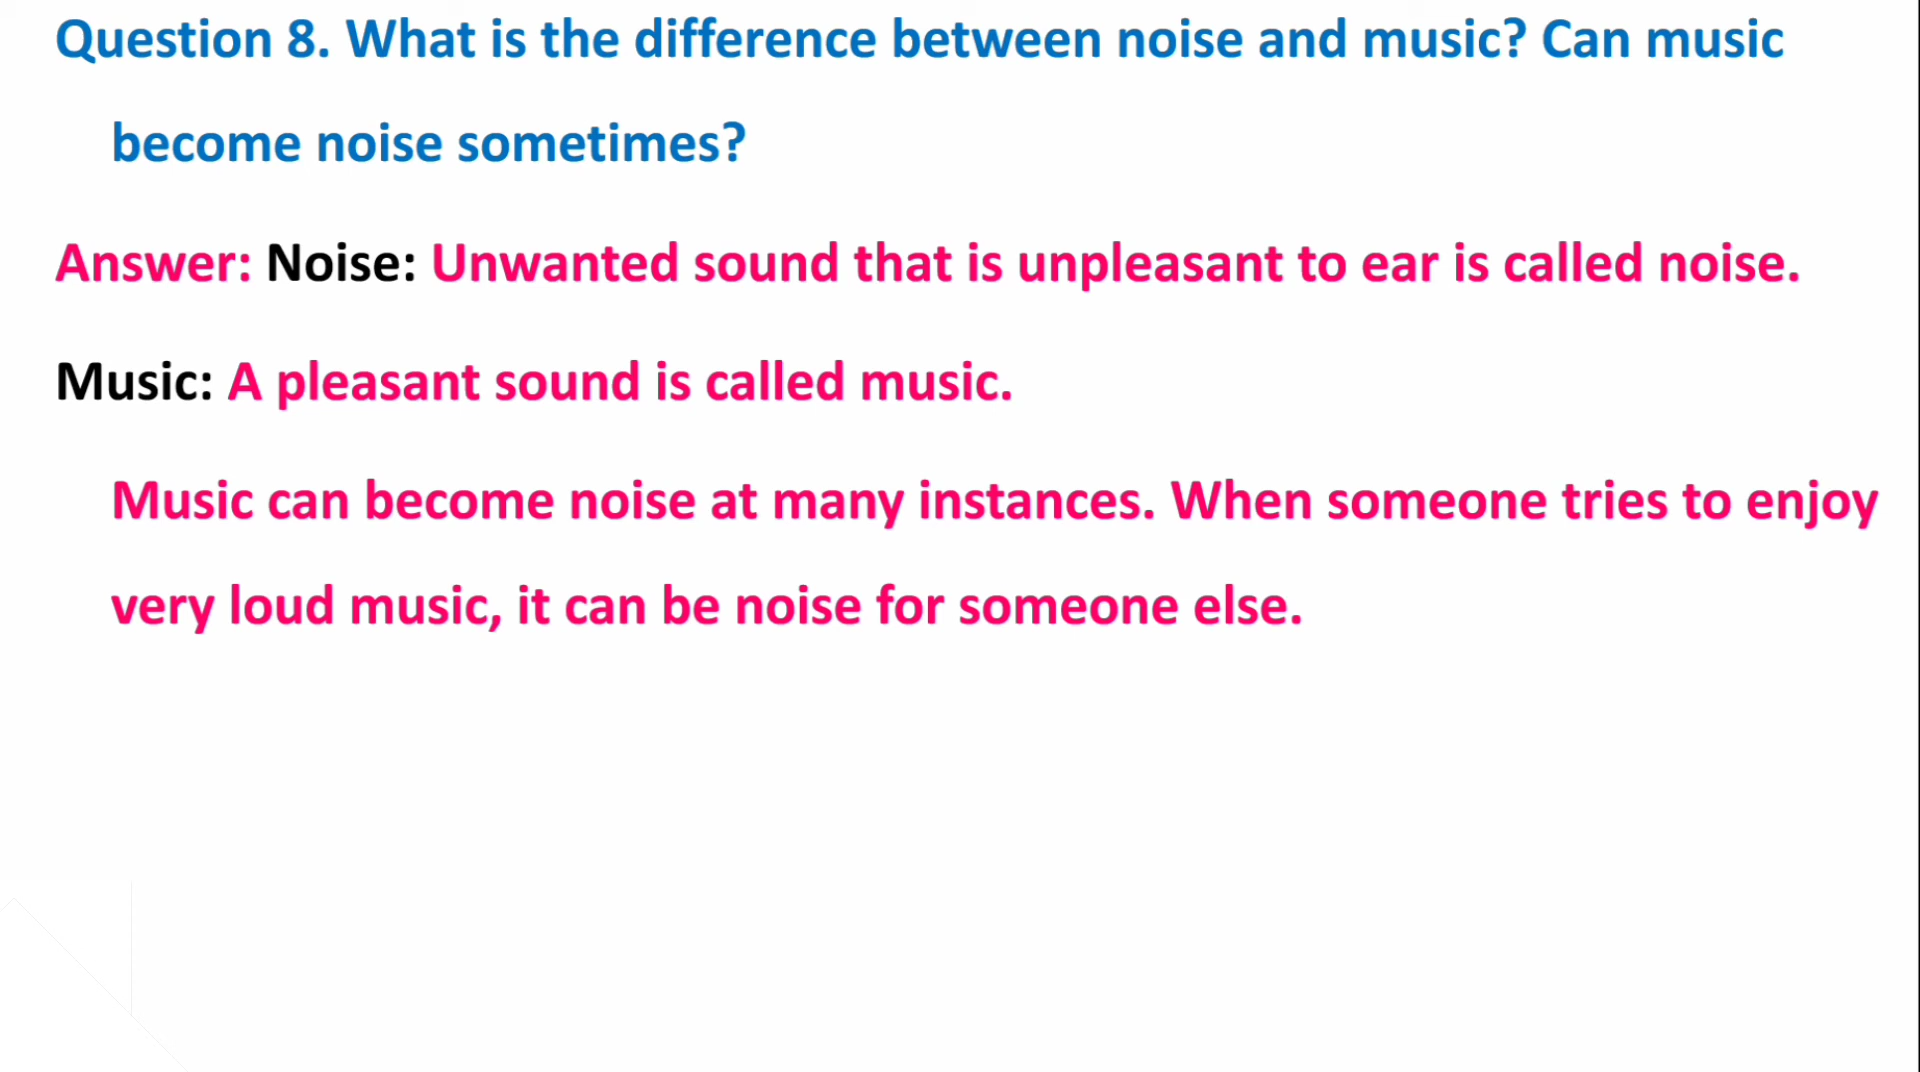 Question 8. What is the difference between noise and music? Can music
become noise sometimes?
Answer: Noise: Unwanted sound that is unpleasant to ear is called noise.
Music: A pleasant sound is called music.
Music can become noise at many instances. When someone tries to enjoy
very loud music, it can be noise for someone else.